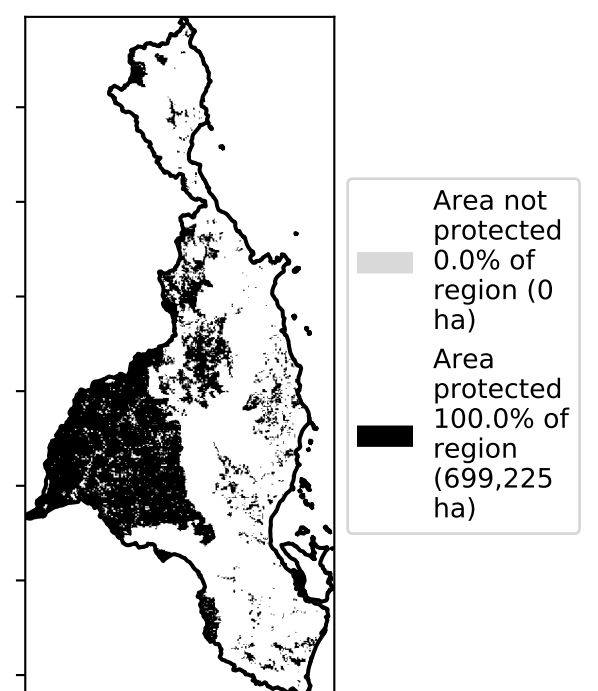 Area not
protected
0.0% of
region (0
ha)
Area
protected
100.0% of
region
(699,225
ha)